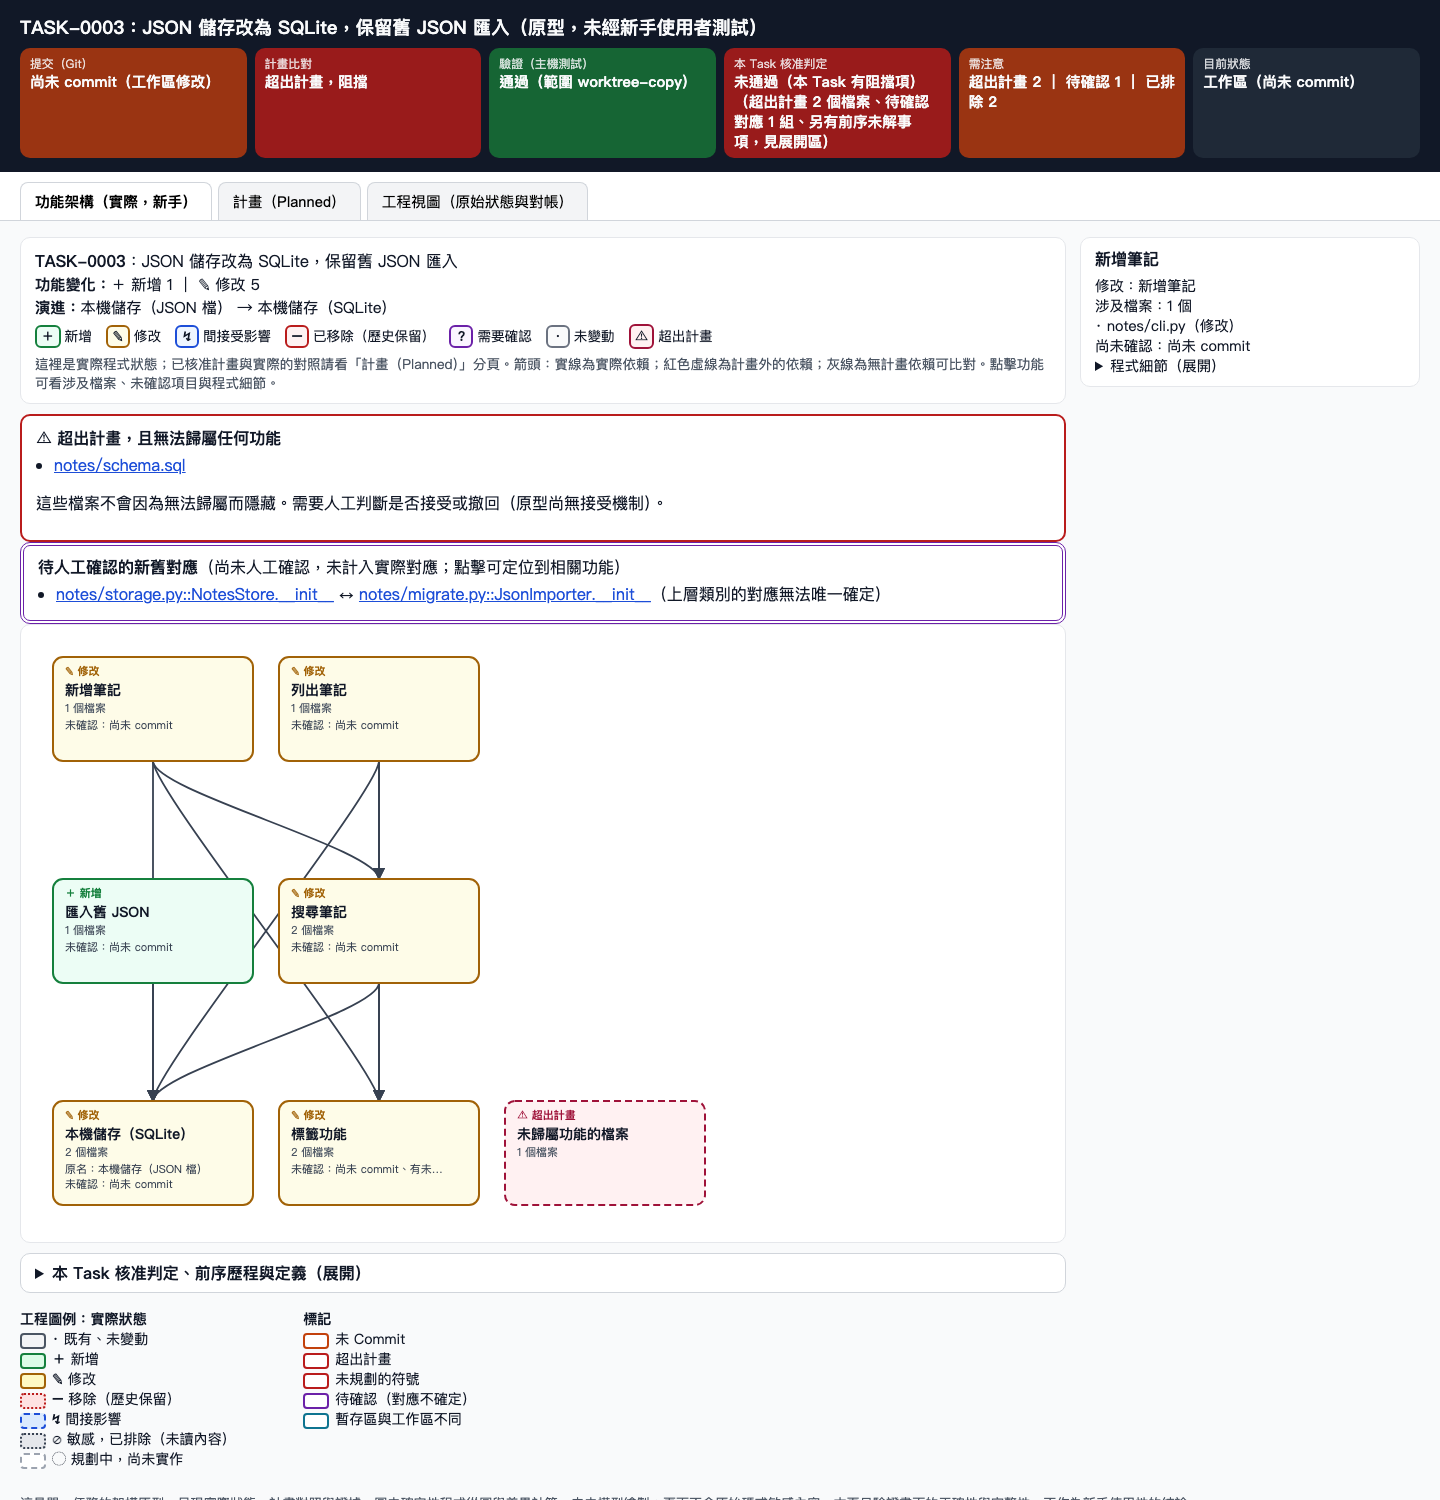 TASK-0003：JSON 儲存改為 SQLite，保留舊 JSON 匯入（原型，未經新手使用者測試）
提交（Git）
尚未 commit（工作區修改）
計畫比對
超出計畫，阻擋
驗證（主機測試）
通過（範圍 worktree-copy）
本 Task 核准判定
未通過（本 Task 有阻擋項）
（超出計畫 2 個檔案、待確認
對應 1 組、另有前序未解事
項，見展開區）
需注意
超出計畫 2 ｜ 待確認 1 ｜ 已排
除 2
目前狀態
工作區（尚未 commit）
功能架構（實際，新手）
計畫（Planned）
工程視圖（原始狀態與對帳）
TASK-0003：JSON 儲存改為 SQLite，保留舊 JSON 匯入
功能變化：＋ 新增 1 ｜ ✎ 修改 5
演進：本機儲存（JSON 檔） → 本機儲存（SQLite）
＋ 新增 ✎ 修改 ↯ 間接受影響 − 已移除（歷史保留） ? 需要確認 · 未變動 ⚠ 超出計畫
這裡是實際程式狀態；已核准計畫與實際的對照請看「計畫（Planned）」分頁。箭頭：實線為實際依賴；紅色虛線為計畫外的依賴；灰線為無計畫依賴可比對。點擊功能
可看涉及檔案、未確認項目與程式細節。
新增筆記
修改：新增筆記
涉及檔案：1 個
· notes/cli.py（修改）
尚未確認：尚未 commit
▶ 程式細節（展開）
⚠ 超出計畫，且無法歸屬任何功能
• notes/schema.sql
這些檔案不會因為無法歸屬而隱藏。需要人工判斷是否接受或撤回（原型尚無接受機制）。
待人工確認的新舊對應（尚未人工確認，未計入實際對應；點擊可定位到相關功能）
• notes/storage.py::NotesStore.__init__ ↔ notes/migrate.py::JsonImporter.__init__（上層類別的對應無法唯一確定）
✎ 修改
新增筆記
1 個檔案
未確認：尚未 commit
✎ 修改
列出筆記
1 個檔案
未確認：尚未 commit
＋ 新增
匯入舊 JSON
1 個檔案
未確認：尚未 commit
✎ 修改
搜尋筆記
2 個檔案
未確認：尚未 commit
✎ 修改
本機儲存（SQLite）
2 個檔案
原名：本機儲存（JSON 檔）
未確認：尚未 commit
✎ 修改
標籤功能
2 個檔案
未確認：尚未 commit、有未…
⚠ 超出計畫
未歸屬功能的檔案
1 個檔案
▶ 本 Task 核准判定、前序歷程與定義（展開）
工程圖例：實際狀態
· 既有、未變動
＋ 新增
✎ 修改
− 移除（歷史保留）
↯ 間接影響
⊘ 敏感，已排除（未讀內容）
◌ 規劃中，尚未實作
標記
未 Commit
超出計畫
未規劃的符號
待確認（對應不確定）
暫存區與工作區不同